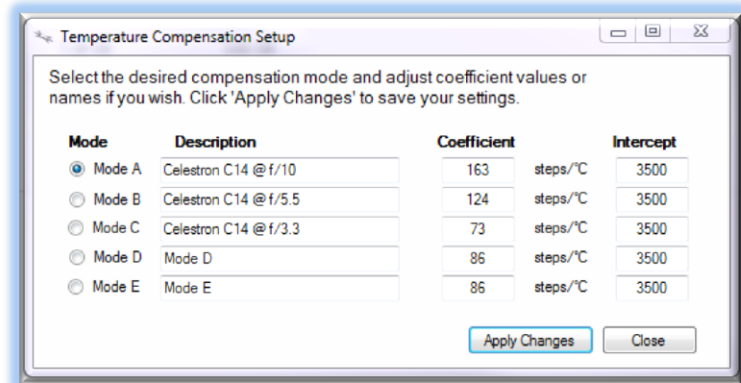 Temperature Compensation Setup
Select the desired compensation mode and adjust coefficient values or
names if you wish. Click 'Apply Changes' to save your settings.
Mode Description Coefficient Intercept
Mode A Celestron C14 @ f/10 163 steps/°C 3500
Mode B Celestron C14 @ f/5.5 124 steps/°C 3500
Mode C Celestron C14 @ f/3.3 73 steps/°C 3500
Mode D Mode D 86 steps/°C 3500
Mode E Mode E 86 steps/°C 3500
Apply Changes Close